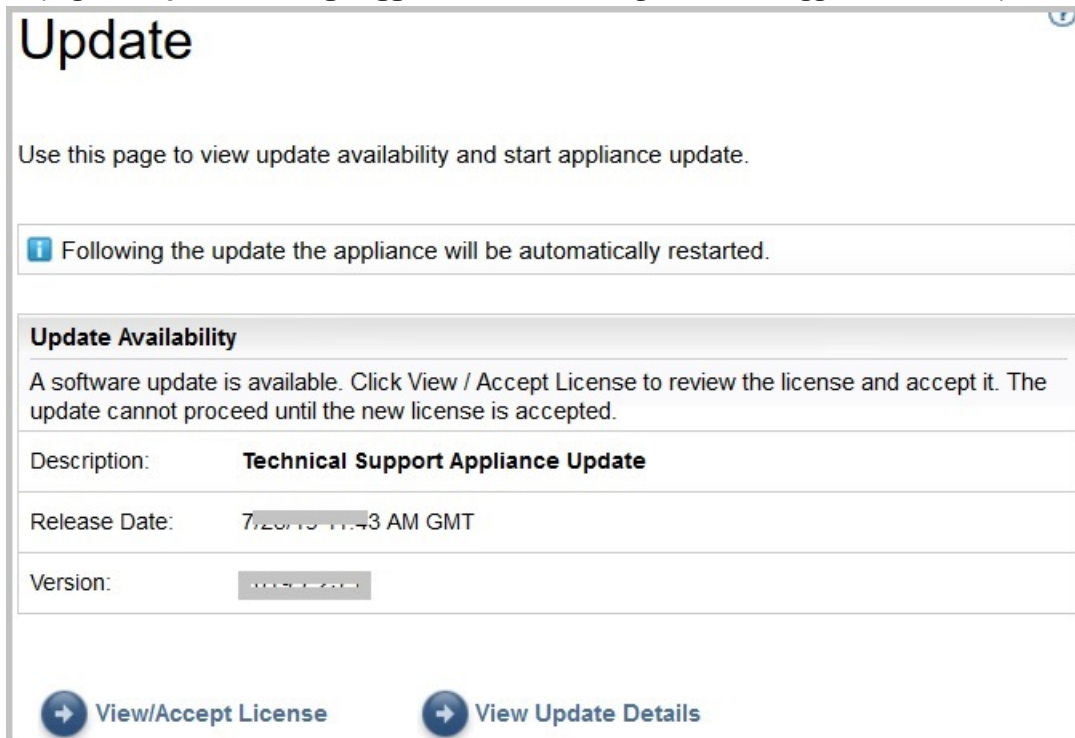 Update
Use this page to view update availability and start appliance update.
Following the update the appliance will be automatically restarted.
Update Availability
A software update is available. Click View / Accept License to review the license and accept it. The
update cannot proceed until the new license is accepted.
Description: Technical Support Appliance Update
Release Date: AM GMT
Version:
View/Accept License View Update Details